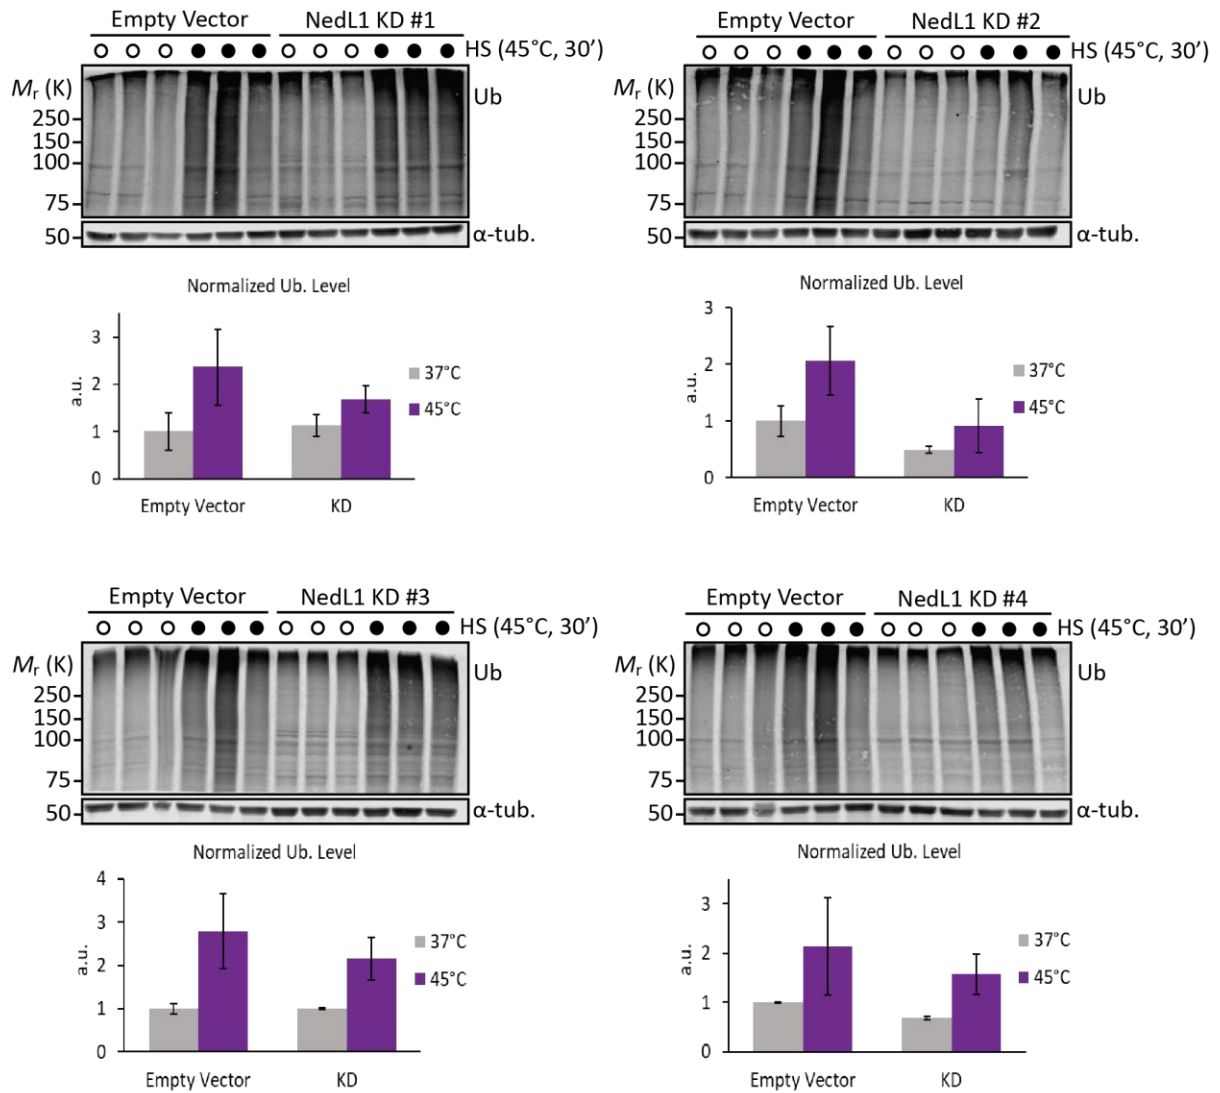 Empty Vector NedL1 KD #1
HS (45°C, 30’)
Mr (K)
Ub
250
150
100
75
50
α-tub.
Normalized Ub. Level
3
2
1
0
a.u.
37°C
45°C
Empty Vector KD
Empty Vector NedL1 KD #2
HS (45°C, 30’)
Mr (K)
Ub
250
150
100
75
50
α-tub.
Normalized Ub. Level
3
2
1
0
a.u.
37°C
45°C
Empty Vector KD
Empty Vector NedL1 KD #3
HS (45°C, 30’)
Mr (K)
Ub
250
150
100
75
50
α-tub.
Normalized Ub. Level
4
3
2
1
0
a.u.
37°C
45°C
Empty Vector KD
Empty Vector NedL1 KD #4
HS (45°C, 30’)
Mr (K)
Ub
250
150
100
75
50
α-tub.
Normalized Ub. Level
3
2
1
0
a.u.
37°C
45°C
Empty Vector KD